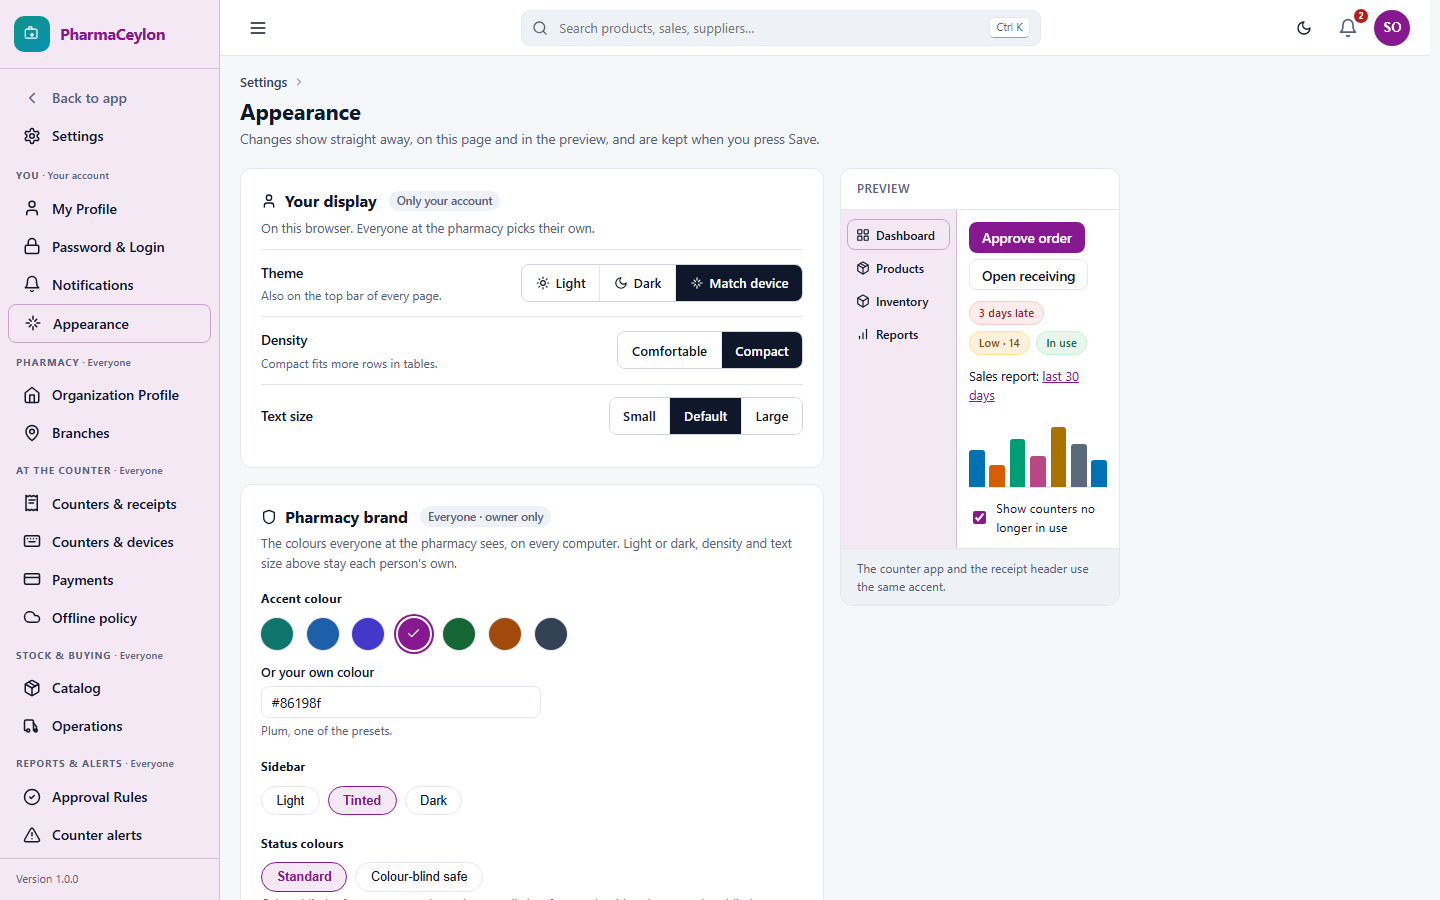 PharmaCeylon
Back to app
Settings
YOU · Your account
My Profile
Password & Login
Notifications
Appearance
PHARMACY · Everyone
Organization Profile
Branches
AT THE COUNTER · Everyone
Counters & receipts
Counters & devices
Payments
Offline policy
STOCK & BUYING · Everyone
Catalog
Operations
REPORTS & ALERTS · Everyone
Approval Rules
Counter alerts
Version 1.0.0
Search products, sales, suppliers...
Ctrl K
2
SO
Settings
Appearance
Changes show straight away, on this page and in the preview, and are kept when you press Save.
Your display
Only your account
On this browser. Everyone at the pharmacy picks their own.
Theme
Also on the top bar of every page.
Light
Dark
Match device
Density
Compact fits more rows in tables.
Comfortable
Compact
Text size
Small
Default
Large
Pharmacy brand
Everyone · owner only
The colours everyone at the pharmacy sees, on every computer. Light or dark, density and text
size above stay each person's own.
Accent colour
Or your own colour
#86198f
Plum, one of the presets.
Sidebar
Light
Tinted
Dark
Status colours
Standard
Colour-blind safe
PREVIEW
Dashboard
Products
Inventory
Reports
Approve order
Open receiving
3 days late
Low · 14
In use
Sales report: last 30
days
Show counters no
longer in use
The counter app and the receipt header use
the same accent.